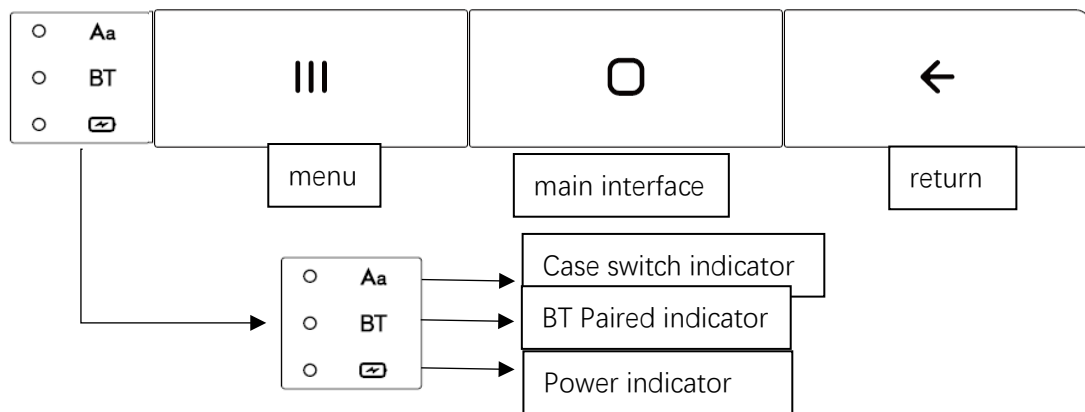 Aa
BT
menu
main interface
return
Aa
Case switch indicator
BT
BT Paired indicator
Power indicator